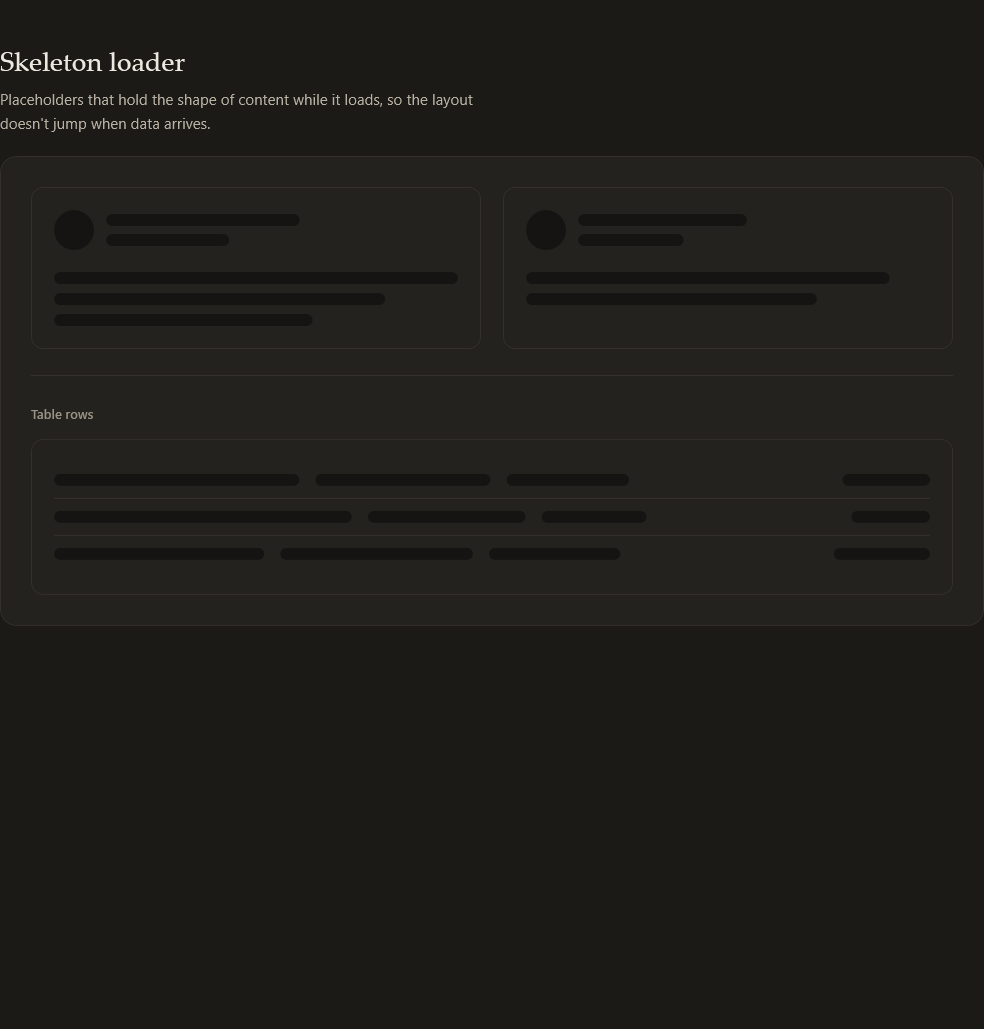 Skeleton loader
Placeholders that hold the shape of content while it loads, so the layout
doesn't jump when data arrives.
Table rows